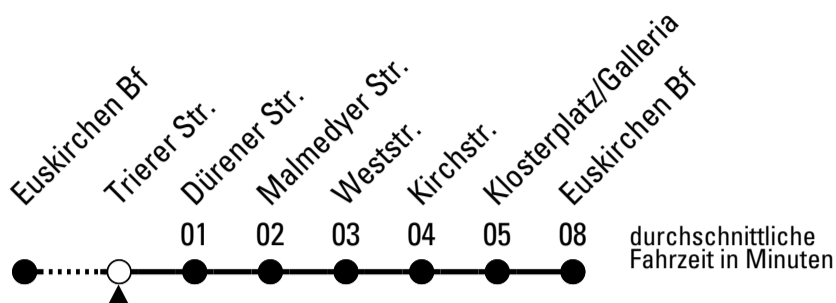 Euskirchen Bf
Trierer Str.
Dürener Str.
Malmedyer Str.
Weststr.
Kirchstr.
Klosterplatz/Galleria
Euskirchen Bf
01 02 03 04 05 08
durchschnittliche
Fahrzeit in Minuten